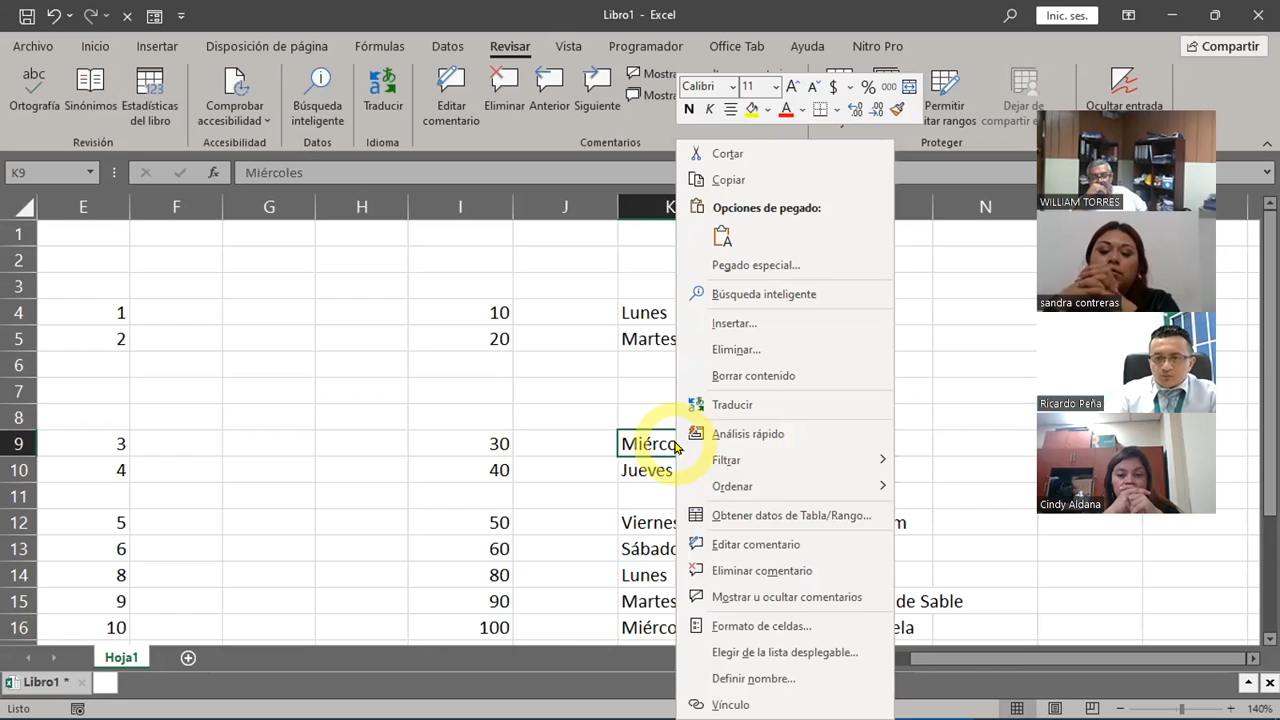 Libro1 - Excel
Inic. ses.
Archivo Inicio Insertar Disposición de página Fórmulas Datos Revisar Vista Programador Office Tab Ayuda Nitro Pro Compartir
abc
Ortografía Sinónimos Estadísticas del libro
Comprobar accesibilidad
Búsqueda inteligente
Traducir
Editar comentario
Eliminar Anterior Siguiente
Mostra
Mostra
Permitir
itar rangos
Dejar de
compartir
Ocultar entrada
Revisión Accesibilidad Datos Idioma Comentarios Proteger
Calibri 11 A A $ % 000
N K A
K9 fx Miércoles
E F G H I J K N
1
2
3
4 1 10 Lunes
5 2 20 Martes
6
7
8
9 3 30 Miérco
10 4 40 Jueves
11
12 5 50 Viernes m
13 6 60 Sábado
14 8 80 Lunes
15 9 90 Martes de Sable
16 10 100 Miérco ela
Cortar
Copiar
Opciones de pegado:
Pegado especial...
Búsqueda inteligente
Insertar...
Eliminar...
Borrar contenido
Traducir
Análisis rápido
Filtrar
Ordenar
Obtener datos de Tabla/Rango...
Editar comentario
Eliminar comentario
Mostrar u ocultar comentarios
Formato de celdas...
Elegir de la lista desplegable...
Definir nombre...
Vínculo
WILLIAM TORRES
sandra contreras
Ricardo Peña
Cindy Aldana
Hoja1
Libro1 *
Listo
140%